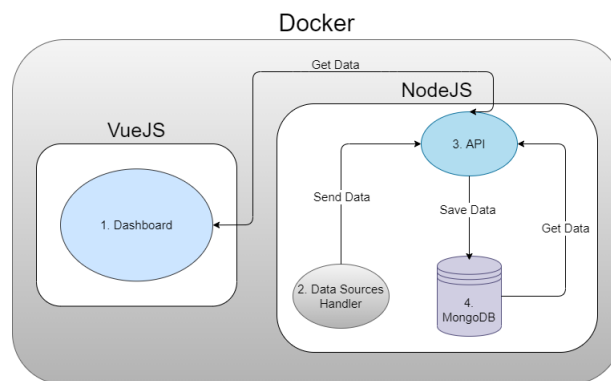 Docker
Get Data
NodeJS
VueJS
3. API
1. Dashboard
Send Data
Save Data
Get Data
2. Data Sources
Handler
4.
MongoDB